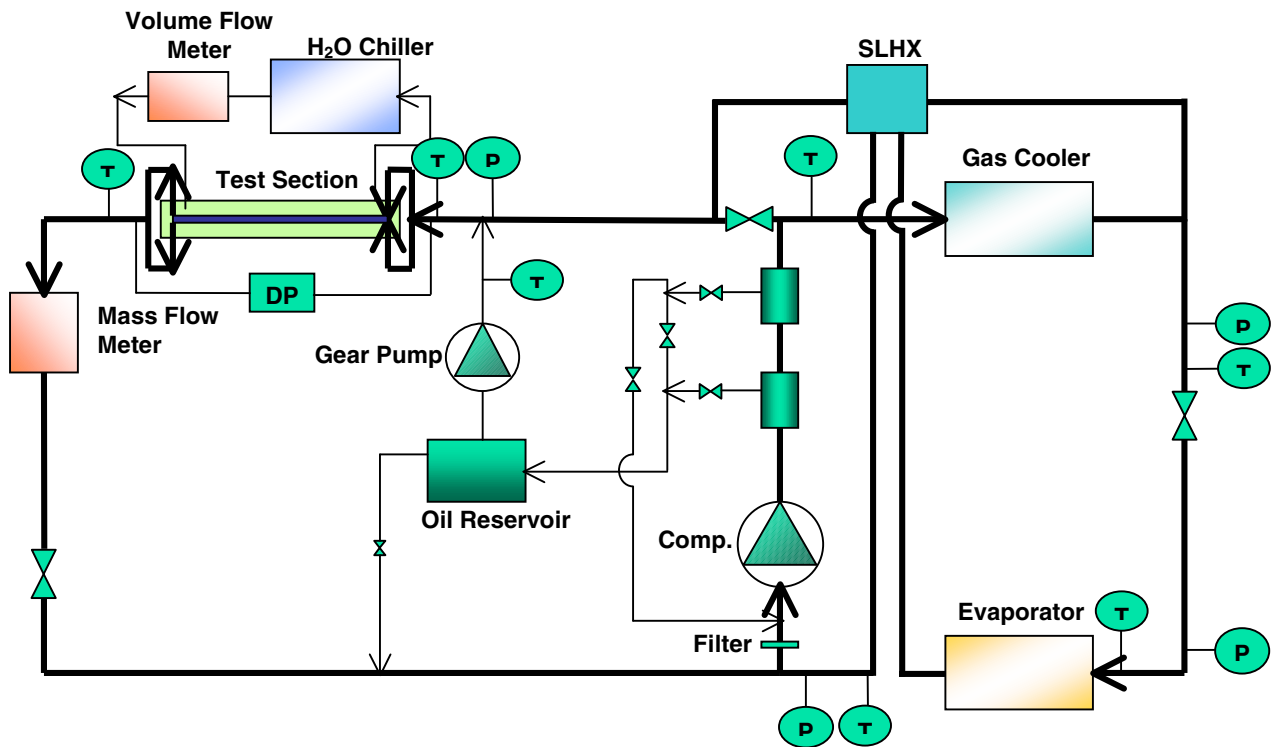 Volume Flow
Meter
H₂O Chiller
SLHX
T
T
P
T
Gas Cooler
Test Section
DP
T
Mass Flow
Meter
Gear Pump
P
T
Oil Reservoir
Comp.
Evaporator
T
Filter
P
P
T